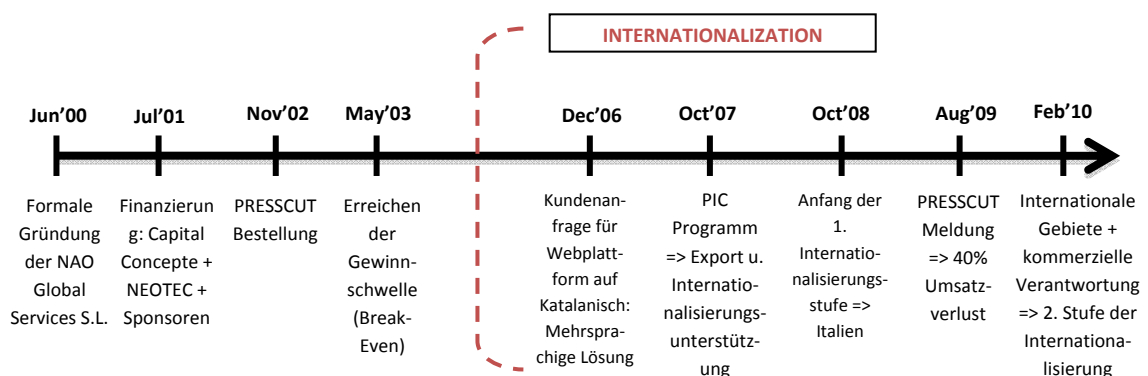 INTERNATIONALIZATION
Jun’00
Jul’01
Nov’02
May’03
Dec’06
Oct’07
Oct’08
Aug’09
Feb’10
Formale
Gründung
der NAO
Global
Services S.L.
Finanzierun
g: Capital
Concepte +
NEOTEC +
Sponsoren
PRESSCUT
Bestellung
Erreichen
der
Gewinn-
schwelle
(Break-
Even)
Kundenan-
frage für
Webplatt-
form auf
Katalanisch:
Mehrspra-
chige Lösung
PIC
Programm
=> Export u.
Internatio-
nalisierungs-
unterstütz-
ung
Anfang der
1.
Internatio-
nalisierungs-
stufe =>
Italien
PRESSCUT
Meldung
=> 40%
Umsatz-
verlust
Internationale
Gebiete +
kommerzielle
Verantwortung
=> 2. Stufe der
Internationa-
lisierung